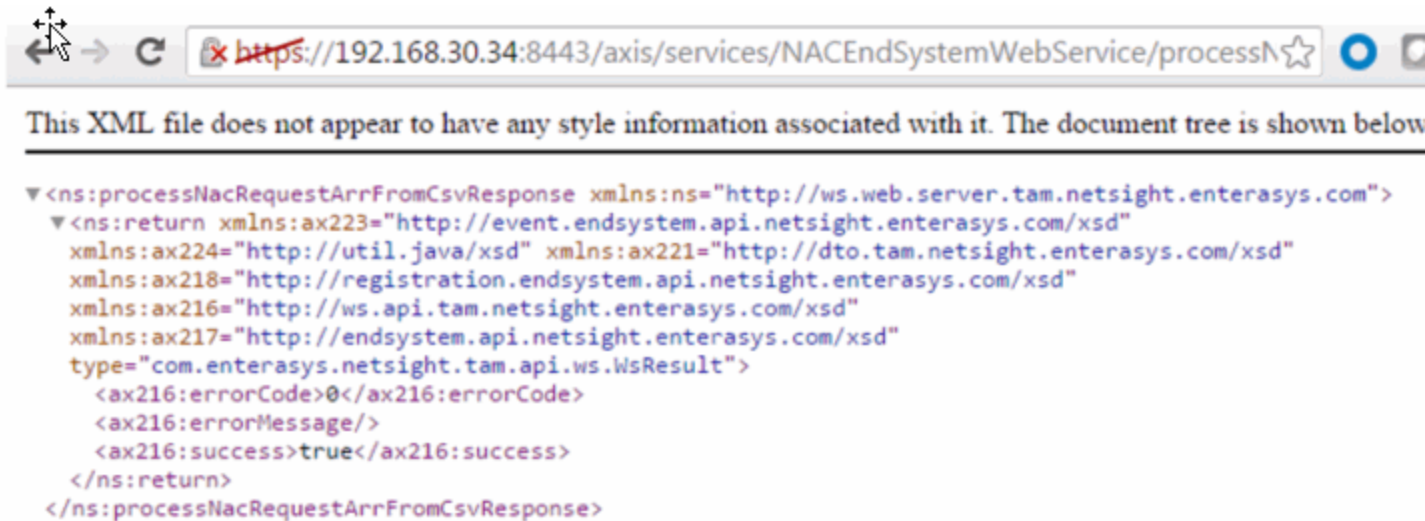 https://192.168.30.34:8443/axis/services/NACEndSystemWebService/process
This XML file does not appear to have any style information associated with it. The document tree is shown below
▼<ns:processNacRequestArrFromCsvResponse xmlns:ns="http://ws.web.server.tam.netsight.enterasys.com">
▼<ns:return xmlns:ax223="http://event.endsystem.api.netsight.enterasys.com/xsd"
xmlns:ax224="http://util.java/xsd" xmlns:ax221="http://dto.tam.netsight.enterasys.com/xsd"
xmlns:ax218="http://registration.endsystem.api.netsight.enterasys.com/xsd"
xmlns:ax216="http://ws.api.tam.netsight.enterasys.com/xsd"
xmlns:ax217="http://endsystem.api.netsight.enterasys.com/xsd"
type="com.enterasys.netsight.tam.api.ws.WsResult">
<ax216:errorCode>0</ax216:errorCode>
<ax216:errorMessage/>
<ax216:success>true</ax216:success>
</ns:return>
</ns:processNacRequestArrFromCsvResponse>